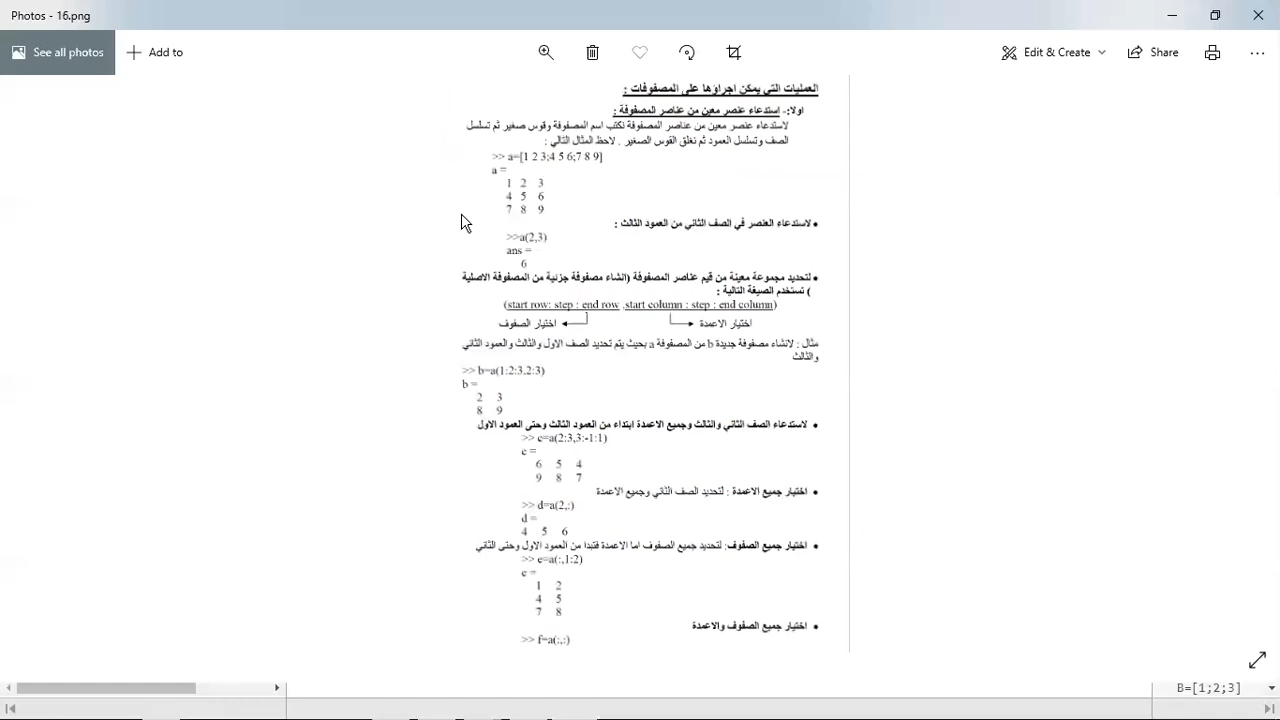 Photos - 16.png
See all photos
Add to
Edit & Create
Share
العمليات التي يمكن اجراؤها على المصفوفات :
اولا:- استدعاء عنصر معين من عناصر المصفوفة :
لاستدعاء عنصر معين من عناصر المصفوفة نكتب اسم المصفوفة وقوس صغير ثم تسلسل
الصف وتسلسل العمود ثم نغلق القوس الصغير . لاحظ المثال التالي :
>> a=[1 2 3;4 5 6;7 8 9]
a =
1 2 3
4 5 6
7 8 9
• لاستدعاء العنصر في الصف الثاني من العمود الثالث :
>>a(2,3)
ans =
6
• لتحديد مجموعة معينة من قيم عناصر المصفوفة (انشاء مصفوفة جزئية من المصفوفة الاصلية
) تستخدم الصيغة التالية :
(start row: step : end row ,start column : step : end column)
اختيار الصفوف
اختيار الاعمدة
مثال : لانشاء مصفوفة جديدة b من المصفوفة a بحيث يتم تحديد الصف الاول والثالث والعمود الثاني
والثالث
>> b=a(1:2:3,2:3)
b =
2 3
8 9
• لاستدعاء الصف الثاني والثالث وجميع الاعمدة ابتداء من العمود الثالث وحتى العمود الاول
>> c=a(2:3,3:-1:1)
c =
6 5 4
9 8 7
• اختيار جميع الاعمدة : لتحديد الصف الثاني وجميع الاعمدة
>> d=a(2,:)
d =
4 5 6
• اختيار جميع الصفوف: لتحديد جميع الصفوف اما الاعمدة فتبدا من العمود الاول وحتى الثاني
>> e=a(:,1:2)
e =
1 2
4 5
7 8
• اختيار جميع الصفوف والاعمدة
>> f=a(:,:)
B=[1;2;3]